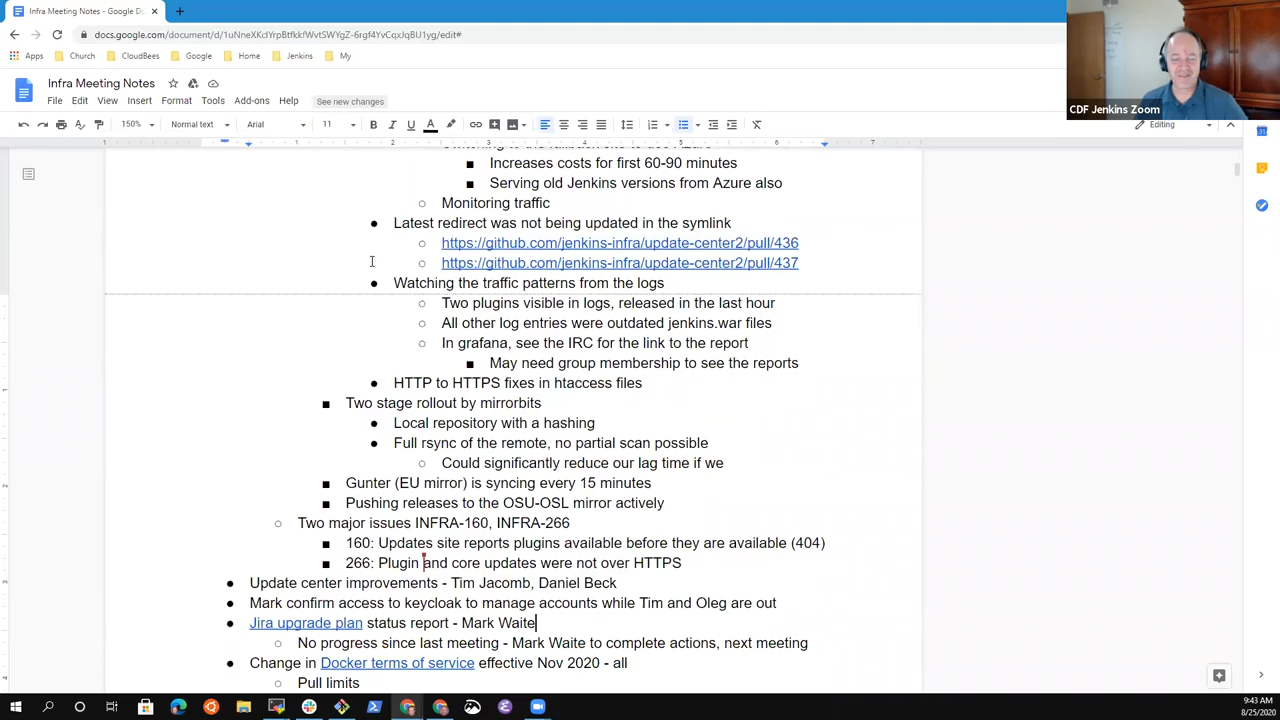 Infra Meeting Notes - Google Doc
docs.google.com/document/d/1uNneXKcIYrpBtfkkfWvtSWYgZ-6rgf4YvCqxJqBU1yg/edit#
Apps Church CloudBees Google Home Jenkins My
CDF Jenkins Zoom
Infra Meeting Notes
File Edit View Insert Format Tools Add-ons Help See new changes
150% Normal text Arial 11 B I U A Editing
1 1 2 3 4 5 6 7
Increases costs for first 60-90 minutes
Serving old Jenkins versions from Azure also
Monitoring traffic
Latest redirect was not being updated in the symlink
https://github.com/jenkins-infra/update-center2/pull/436
https://github.com/jenkins-infra/update-center2/pull/437
Watching the traffic patterns from the logs
Two plugins visible in logs, released in the last hour
All other log entries were outdated jenkins.war files
In grafana, see the IRC for the link to the report
May need group membership to see the reports
HTTP to HTTPS fixes in htaccess files
Two stage rollout by mirrorbits
Local repository with a hashing
Full rsync of the remote, no partial scan possible
Could significantly reduce our lag time if we
Gunter (EU mirror) is syncing every 15 minutes
Pushing releases to the OSU-OSL mirror actively
Two major issues INFRA-160, INFRA-266
160: Updates site reports plugins available before they are available (404)
266: Plugin and core updates were not over HTTPS
Update center improvements - Tim Jacomb, Daniel Beck
Mark confirm access to keycloak to manage accounts while Tim and Oleg are out
Jira upgrade plan status report - Mark Waite
No progress since last meeting - Mark Waite to complete actions, next meeting
Change in Docker terms of service effective Nov 2020 - all
Pull limits
9:43 AM
8/25/2020